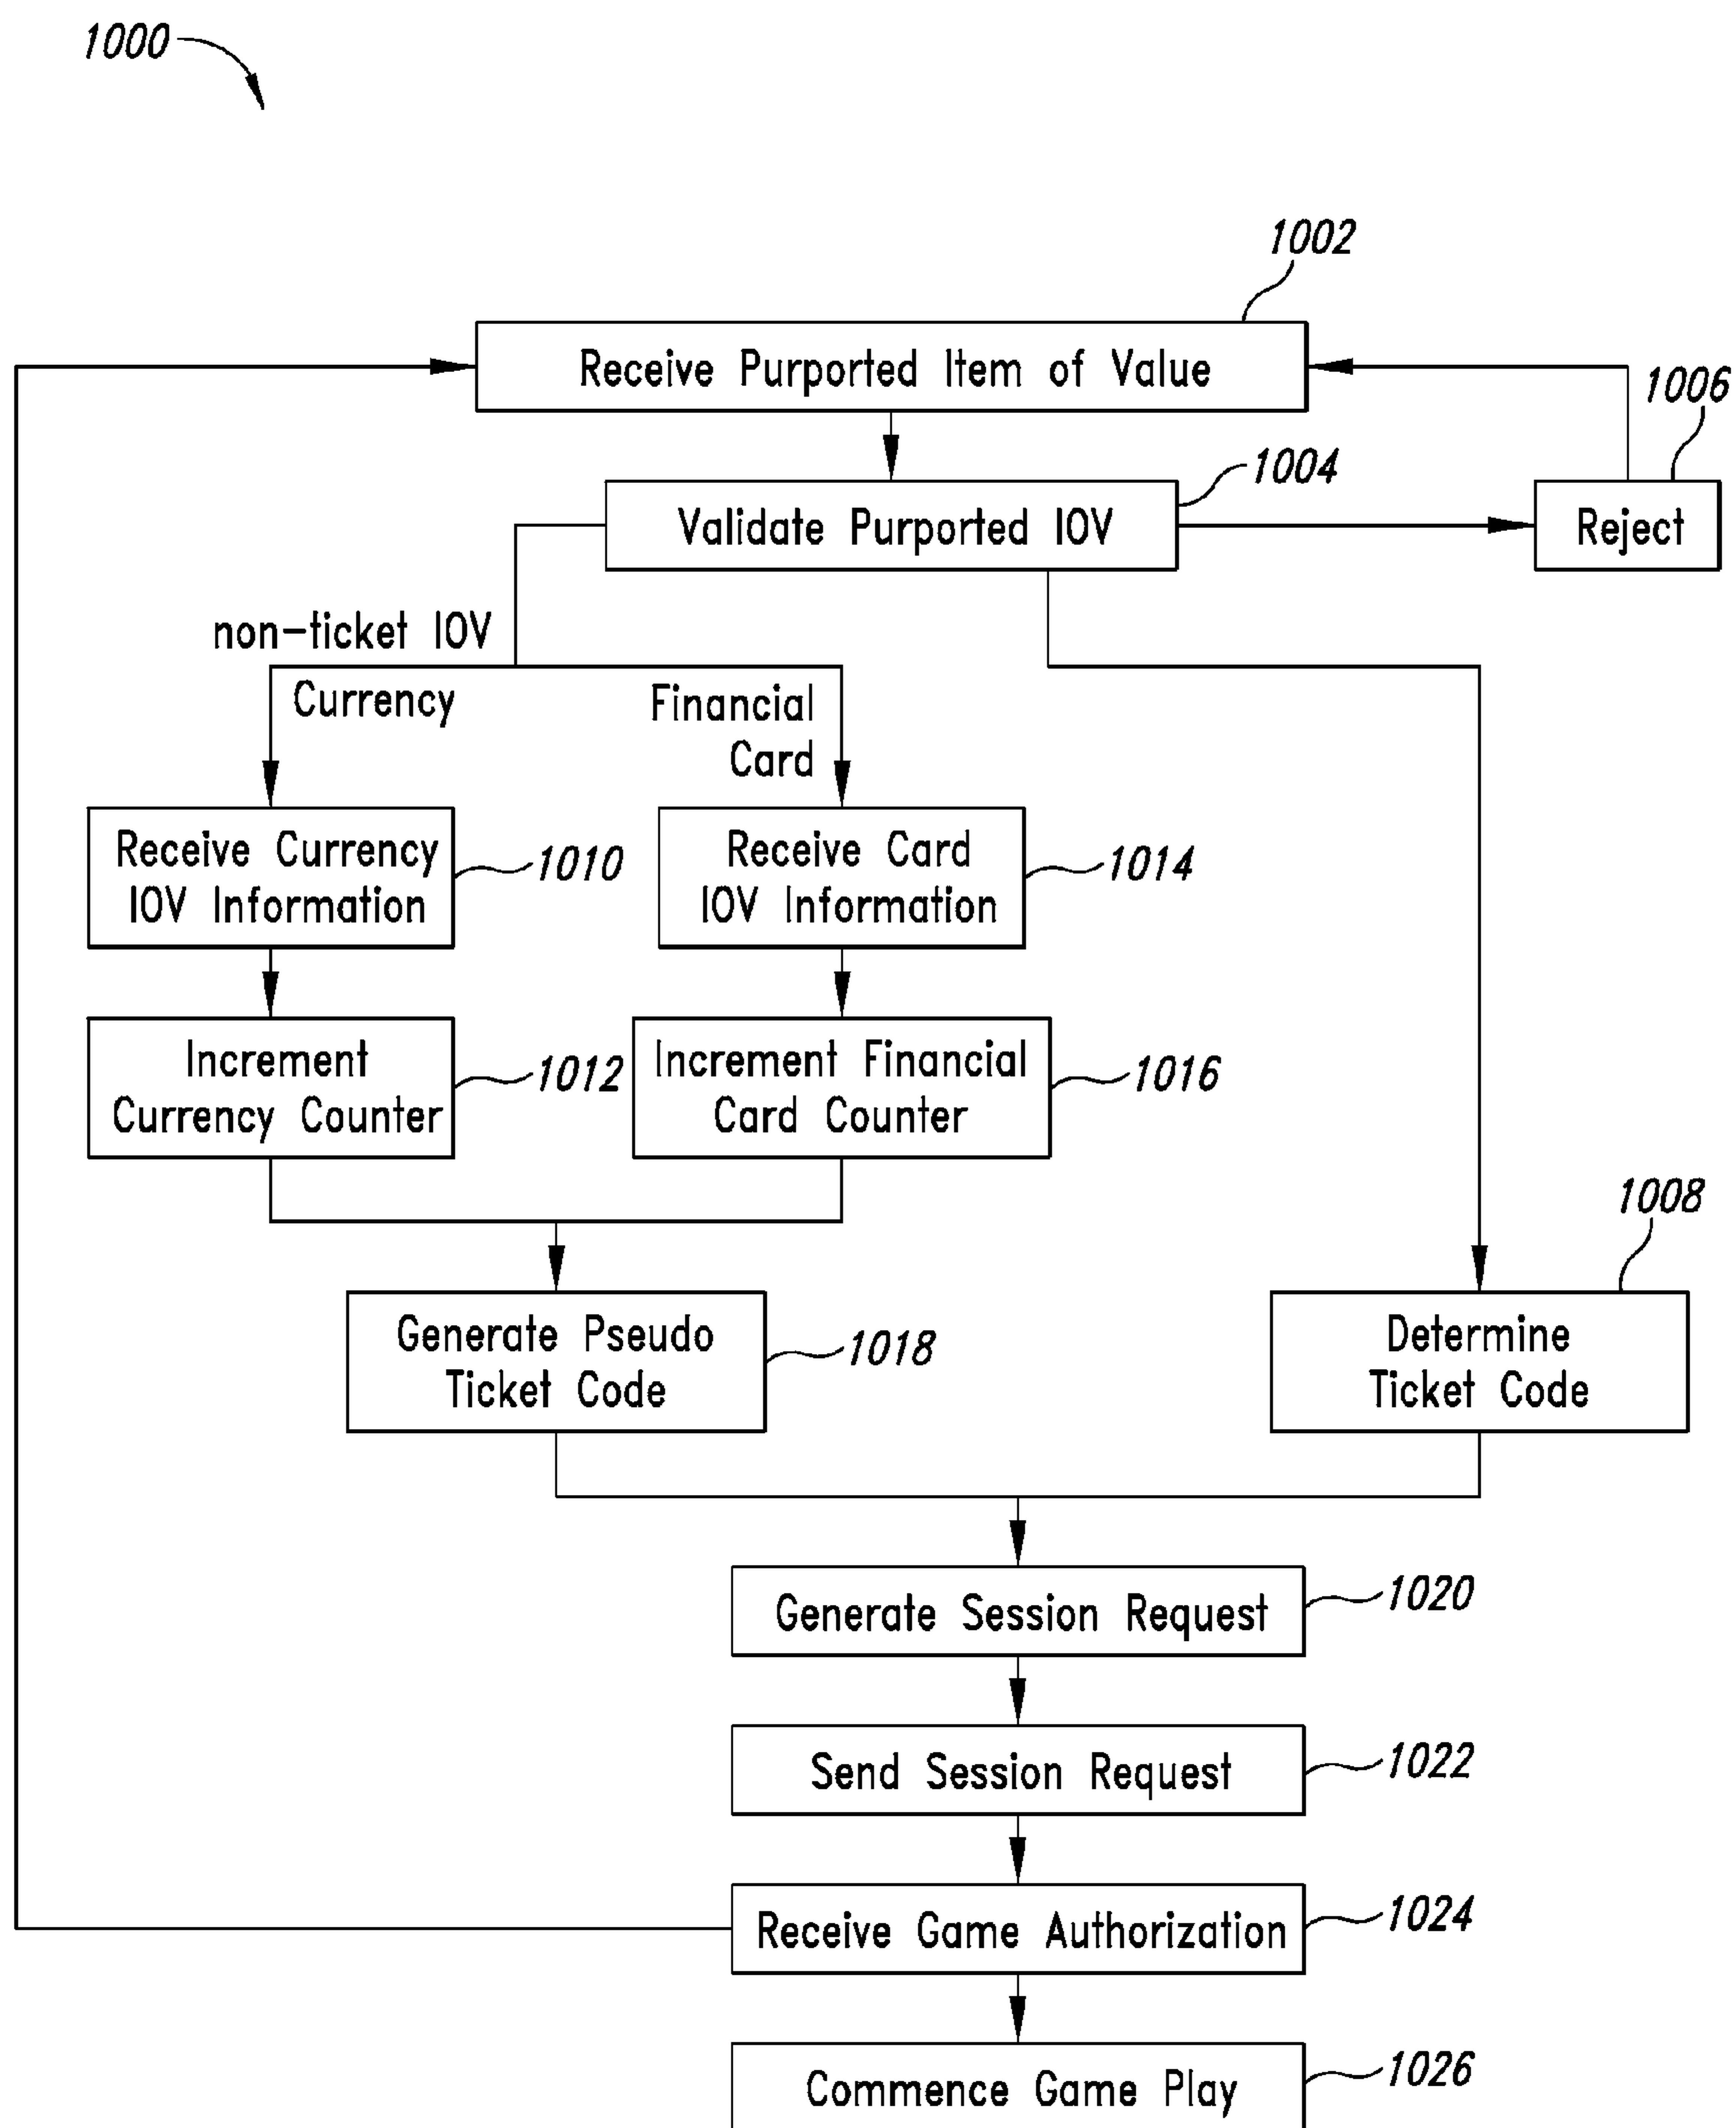 1000
1002
Receive Purported Item of Value
1006
1004
Validate Purported IOV
Reject
non-ticket IOV
Currency
Financial
Card
Receive Currency
IOV Information
1010
Receive Card
IOV Information
1014
Increment
Currency Counter
1012
Increment Financial
Card Counter
1016
1008
Generate Pseudo
Ticket Code
1018
Determine
Ticket Code
Generate Session Request
1020
Send Session Request
1022
Receive Game Authorization
1024
Commence Game Play
1026